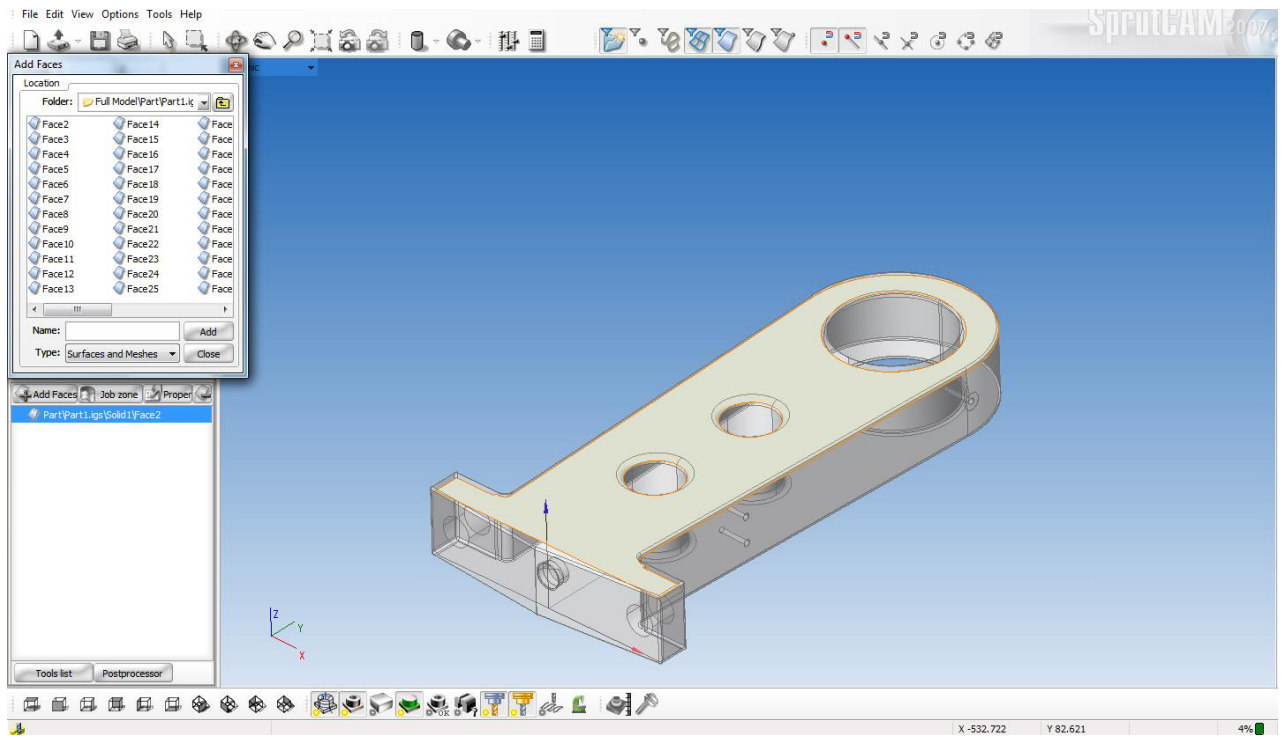 File Edit View Options Tools Help
SprutCAM 2007
Add Faces
Location
Folder: Full Model\Part\Part1.ig
Face2 Face14 Face
Face3 Face15 Face
Face4 Face16 Face
Face5 Face17 Face
Face6 Face18 Face
Face7 Face19 Face
Face8 Face20 Face
Face9 Face21 Face
Face10 Face22 Face
Face11 Face23 Face
Face12 Face24 Face
Face13 Face25 Face
Name: Add
Type: Surfaces and Meshes Close
Add Faces Job zone Proper
Part\Part1.igs\Solid1\Face2
Z
Y
X
Tools list Postprocessor
X -532.722 Y 82.621 4%